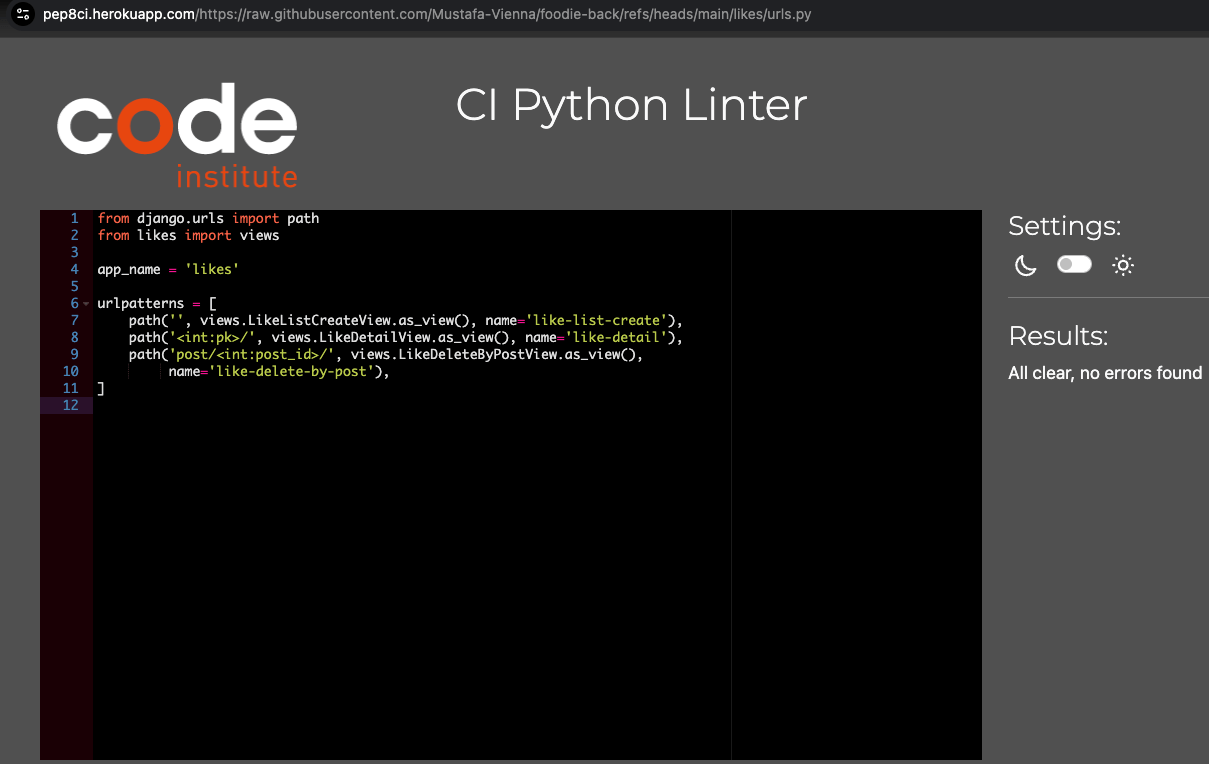 pep8ci.herokuapp.com/https://raw.githubusercontent.com/Mustafa-Vienna/foodie-back/refs/heads/main/likes/urls.py
code
institute
CI Python Linter
1 from django.urls import path
2 from likes import views
3
4 app_name = 'likes'
5
6 urlpatterns = [
7     path('', views.LikeListCreateView.as_view(), name='like-list-create'),
8     path('<int:pk>/', views.LikeDetailView.as_view(), name='like-detail'),
9     path('post/<int:post_id>/', views.LikeDeleteByPostView.as_view(),
10          name='like-delete-by-post'),
11 ]
12
Settings:
Results:
All clear, no errors found